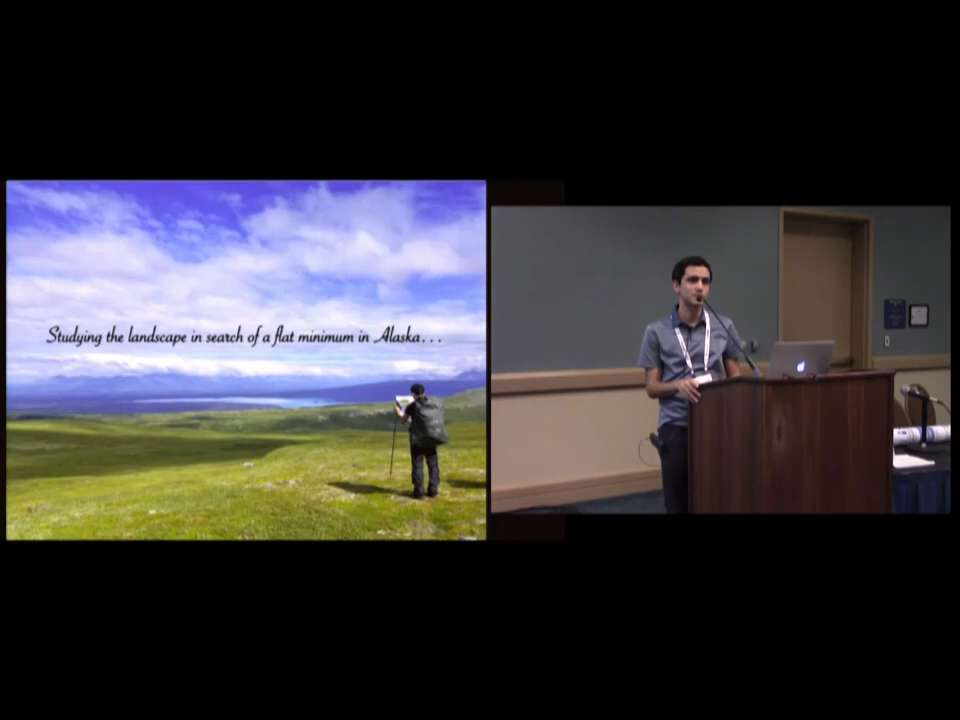 Studying the landscape in search of a flat minimum in Alaska...